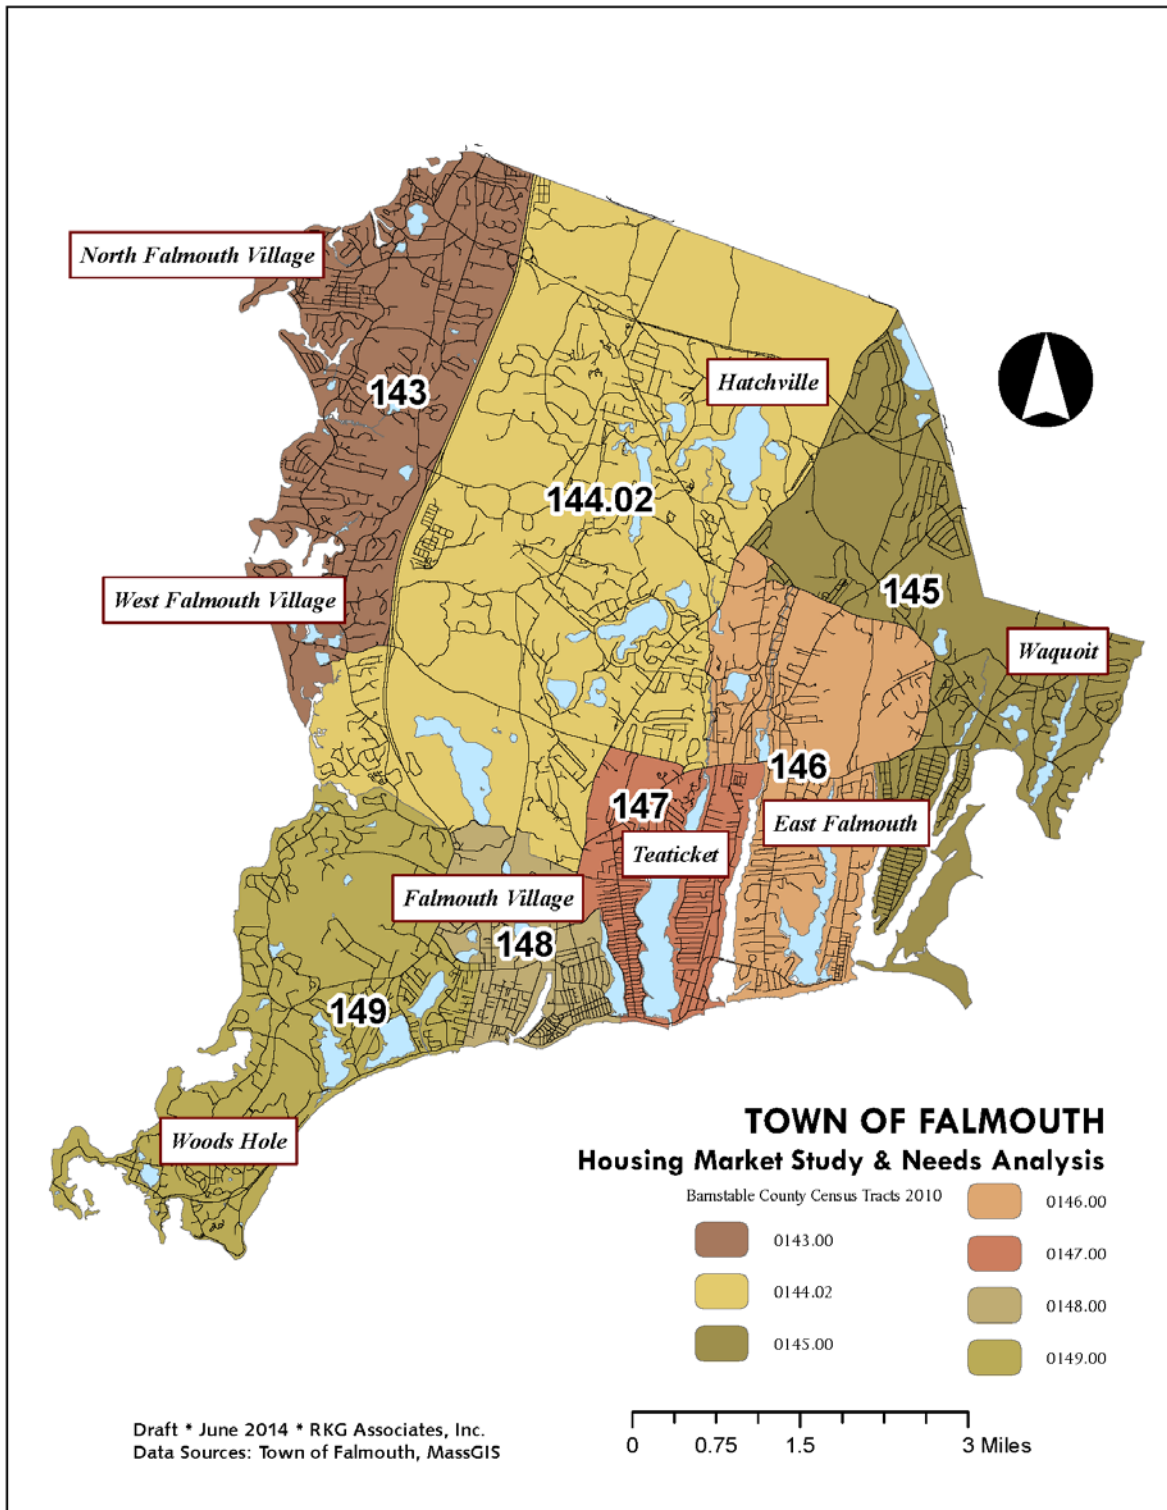 North Falmouth Village
Hatchville
143
144.02
West Falmouth Village
145
Waquoit
146
147
East Falmouth
Teaticket
Falmouth Village
148
149
Woods Hole
TOWN OF FALMOUTH
Housing Market Study & Needs Analysis
Barnstable County Census Tracts 2010
0143.00
0144.02
0145.00
0146.00
0147.00
0148.00
0149.00
Draft * June 2014 * RKG Associates, Inc.
Data Sources: Town of Falmouth, MassGIS
0 0.75 1.5 3 Miles